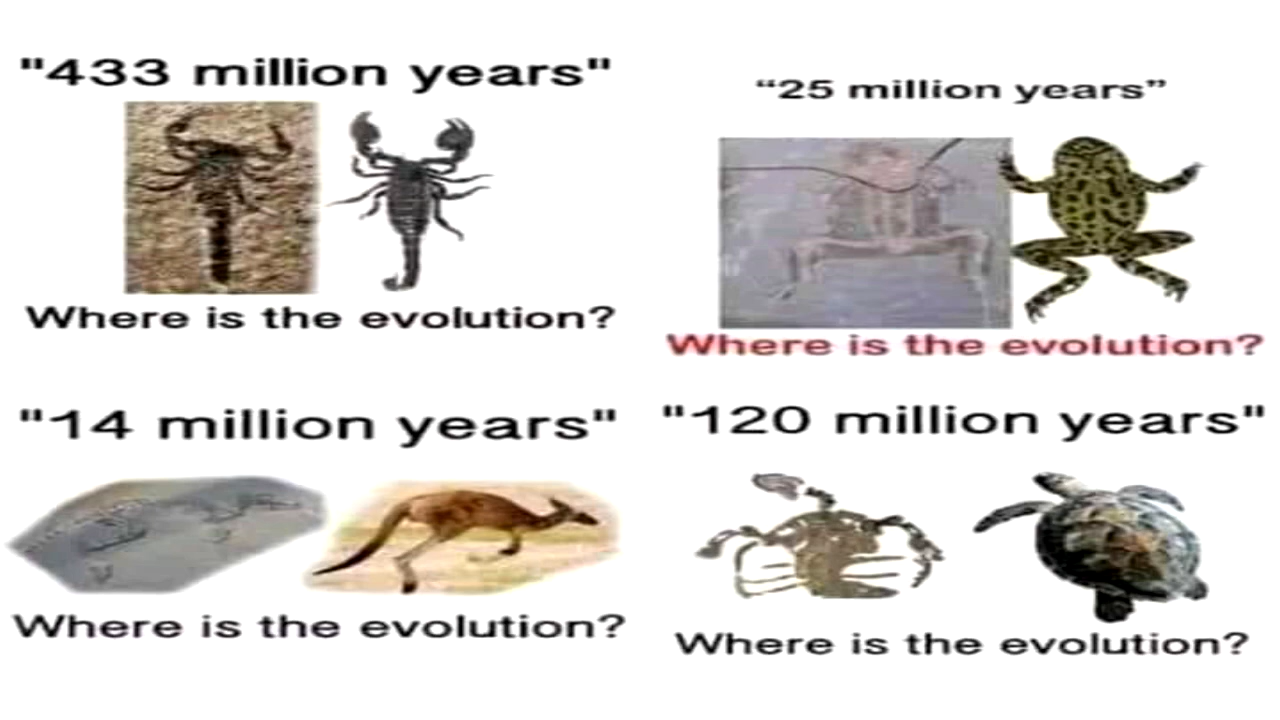 "433 million years"
Where is the evolution?
“25 million years”
Where is the evolution?
"14 million years"
Where is the evolution?
"120 million years"
Where is the evolution?